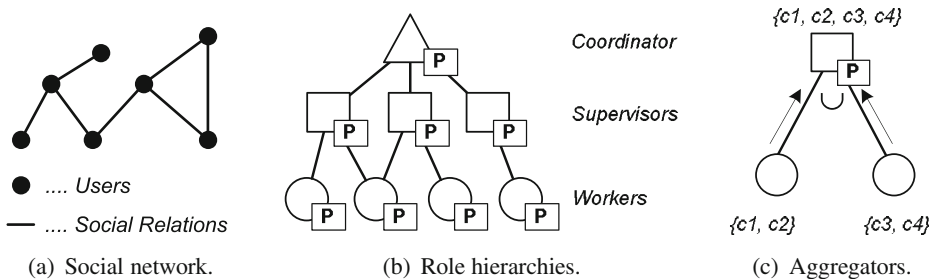 .... Users
.... Social Relations
(a) Social network.
P
Coordinator
P P P
Supervisors
P P P P
Workers
(b) Role hierarchies.
{c1, c2, c3, c4}
P
{c1, c2} {c3, c4}
(c) Aggregators.